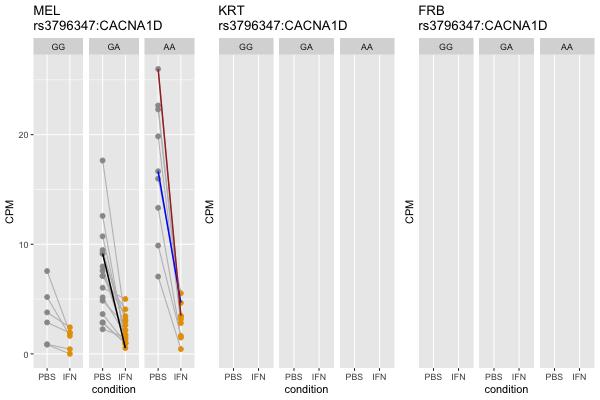 MEL
rs3796347:CACNA1D
GG GA AA
20
10
0
CPM
PBS IFN PBS IFN PBS IFN
condition
KRT
rs3796347:CACNA1D
GG GA AA
CPM
PBS IFN PBS IFN PBS IFN
condition
FRB
rs3796347:CACNA1D
GG GA AA
CPM
PBS IFN PBS IFN PBS IFN
condition